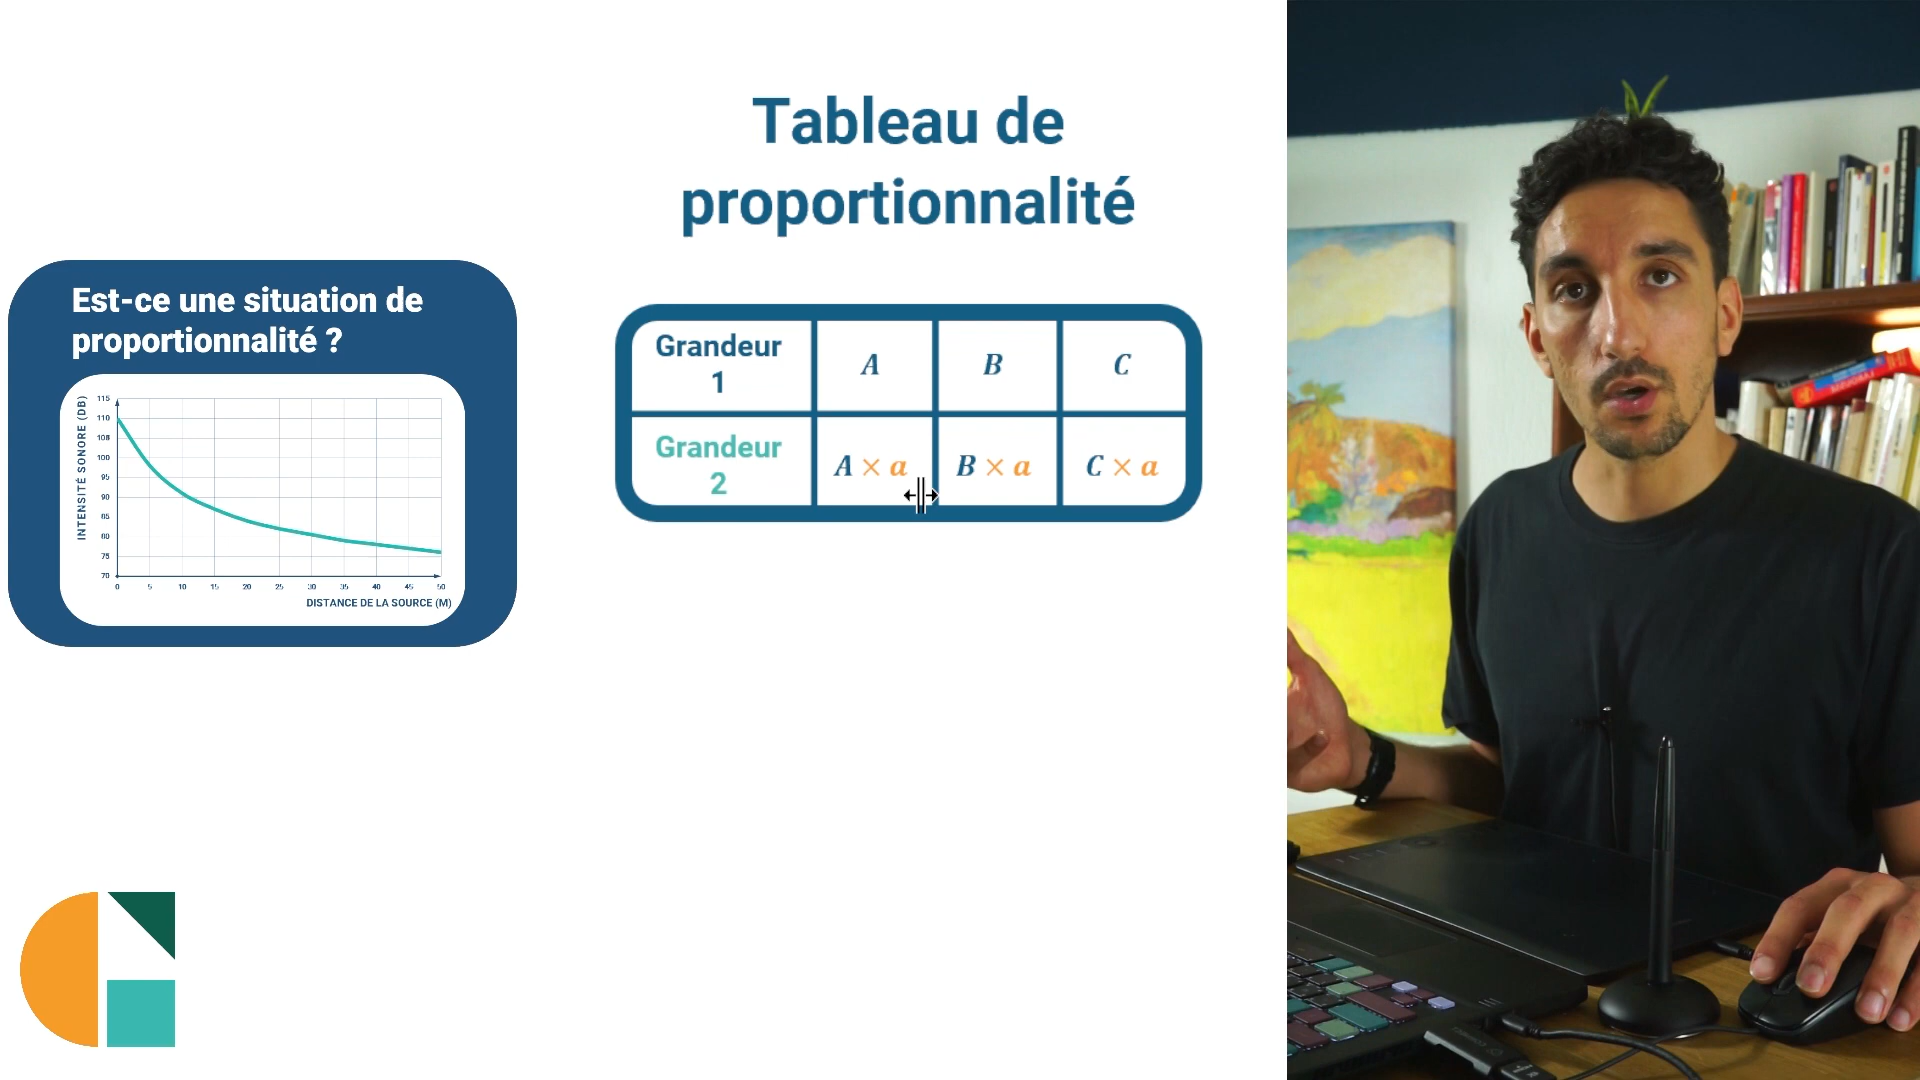 Tableau de
proportionnalité
Est-ce une situation de
proportionnalité ?
INTENSITÉ SONORE (DB)
115
110
105
100
95
90
85
80
75
70
0 5 10 15 20 25 30 35 40 45 50
DISTANCE DE LA SOURCE (M)
Grandeur
1
A B C
Grandeur
2
A × a B × a C × a